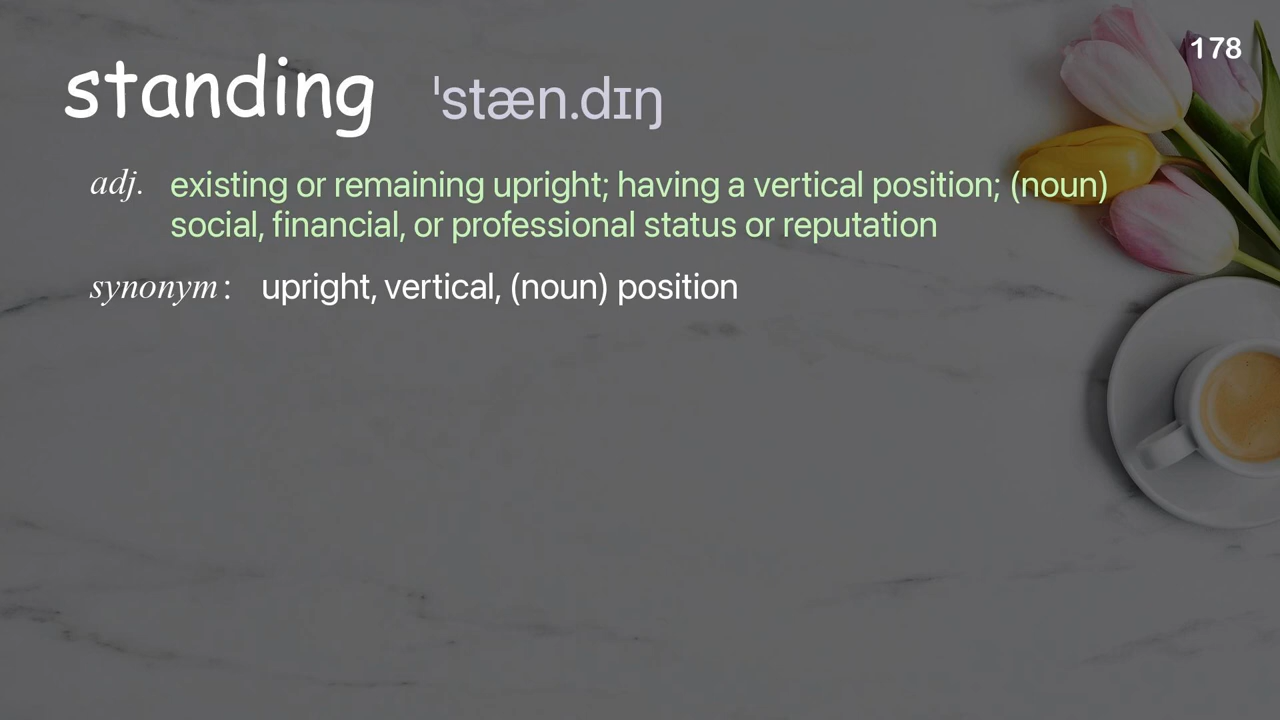 178
standing ˈstæn.dɪŋ
adj. existing or remaining upright; having a vertical position; (noun)
social, financial, or professional status or reputation
synonym: upright, vertical, (noun) position